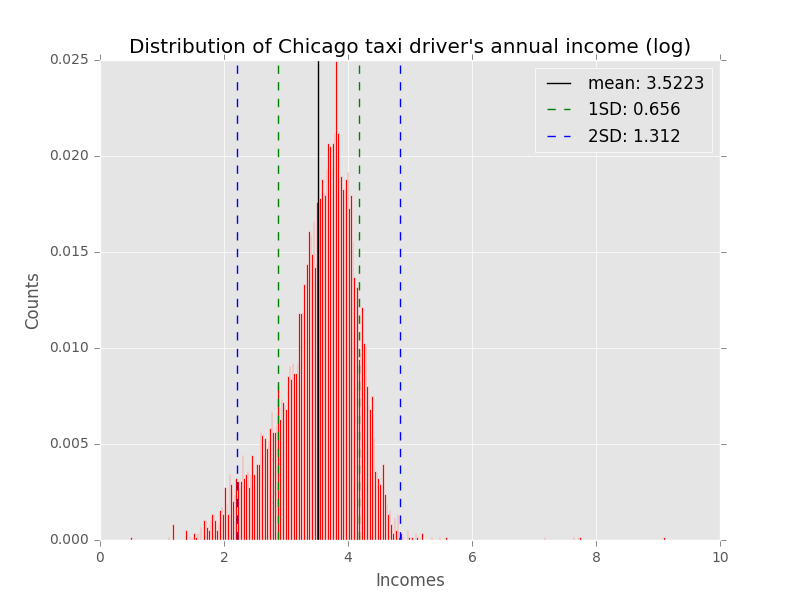 Distribution of Chicago taxi driver's annual income (log)
mean: 3.5223
1SD: 0.656
2SD: 1.312
0.025
0.020
0.015
0.010
0.005
0.000
Counts
0 2 4 6 8 10
Incomes